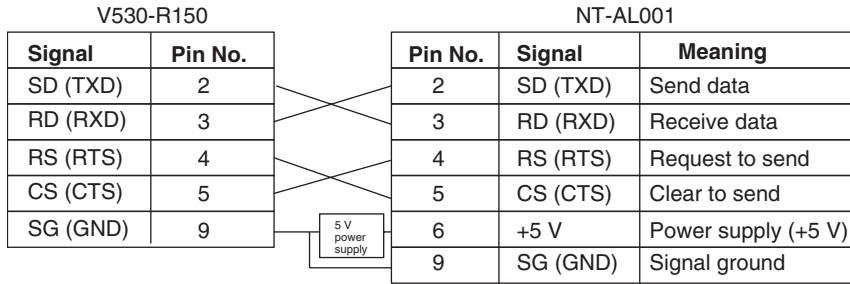 V530-R150 NT-AL001
Signal Pin No. Pin No. Signal Meaning
SD (TXD) 2 2 SD (TXD) Send data
RD (RXD) 3 3 RD (RXD) Receive data
RS (RTS) 4 4 RS (RTS) Request to send
CS (CTS) 5 5 CS (CTS) Clear to send
SG (GND) 9 5 V power supply 6 +5 V Power supply (+5 V)
9 SG (GND) Signal ground